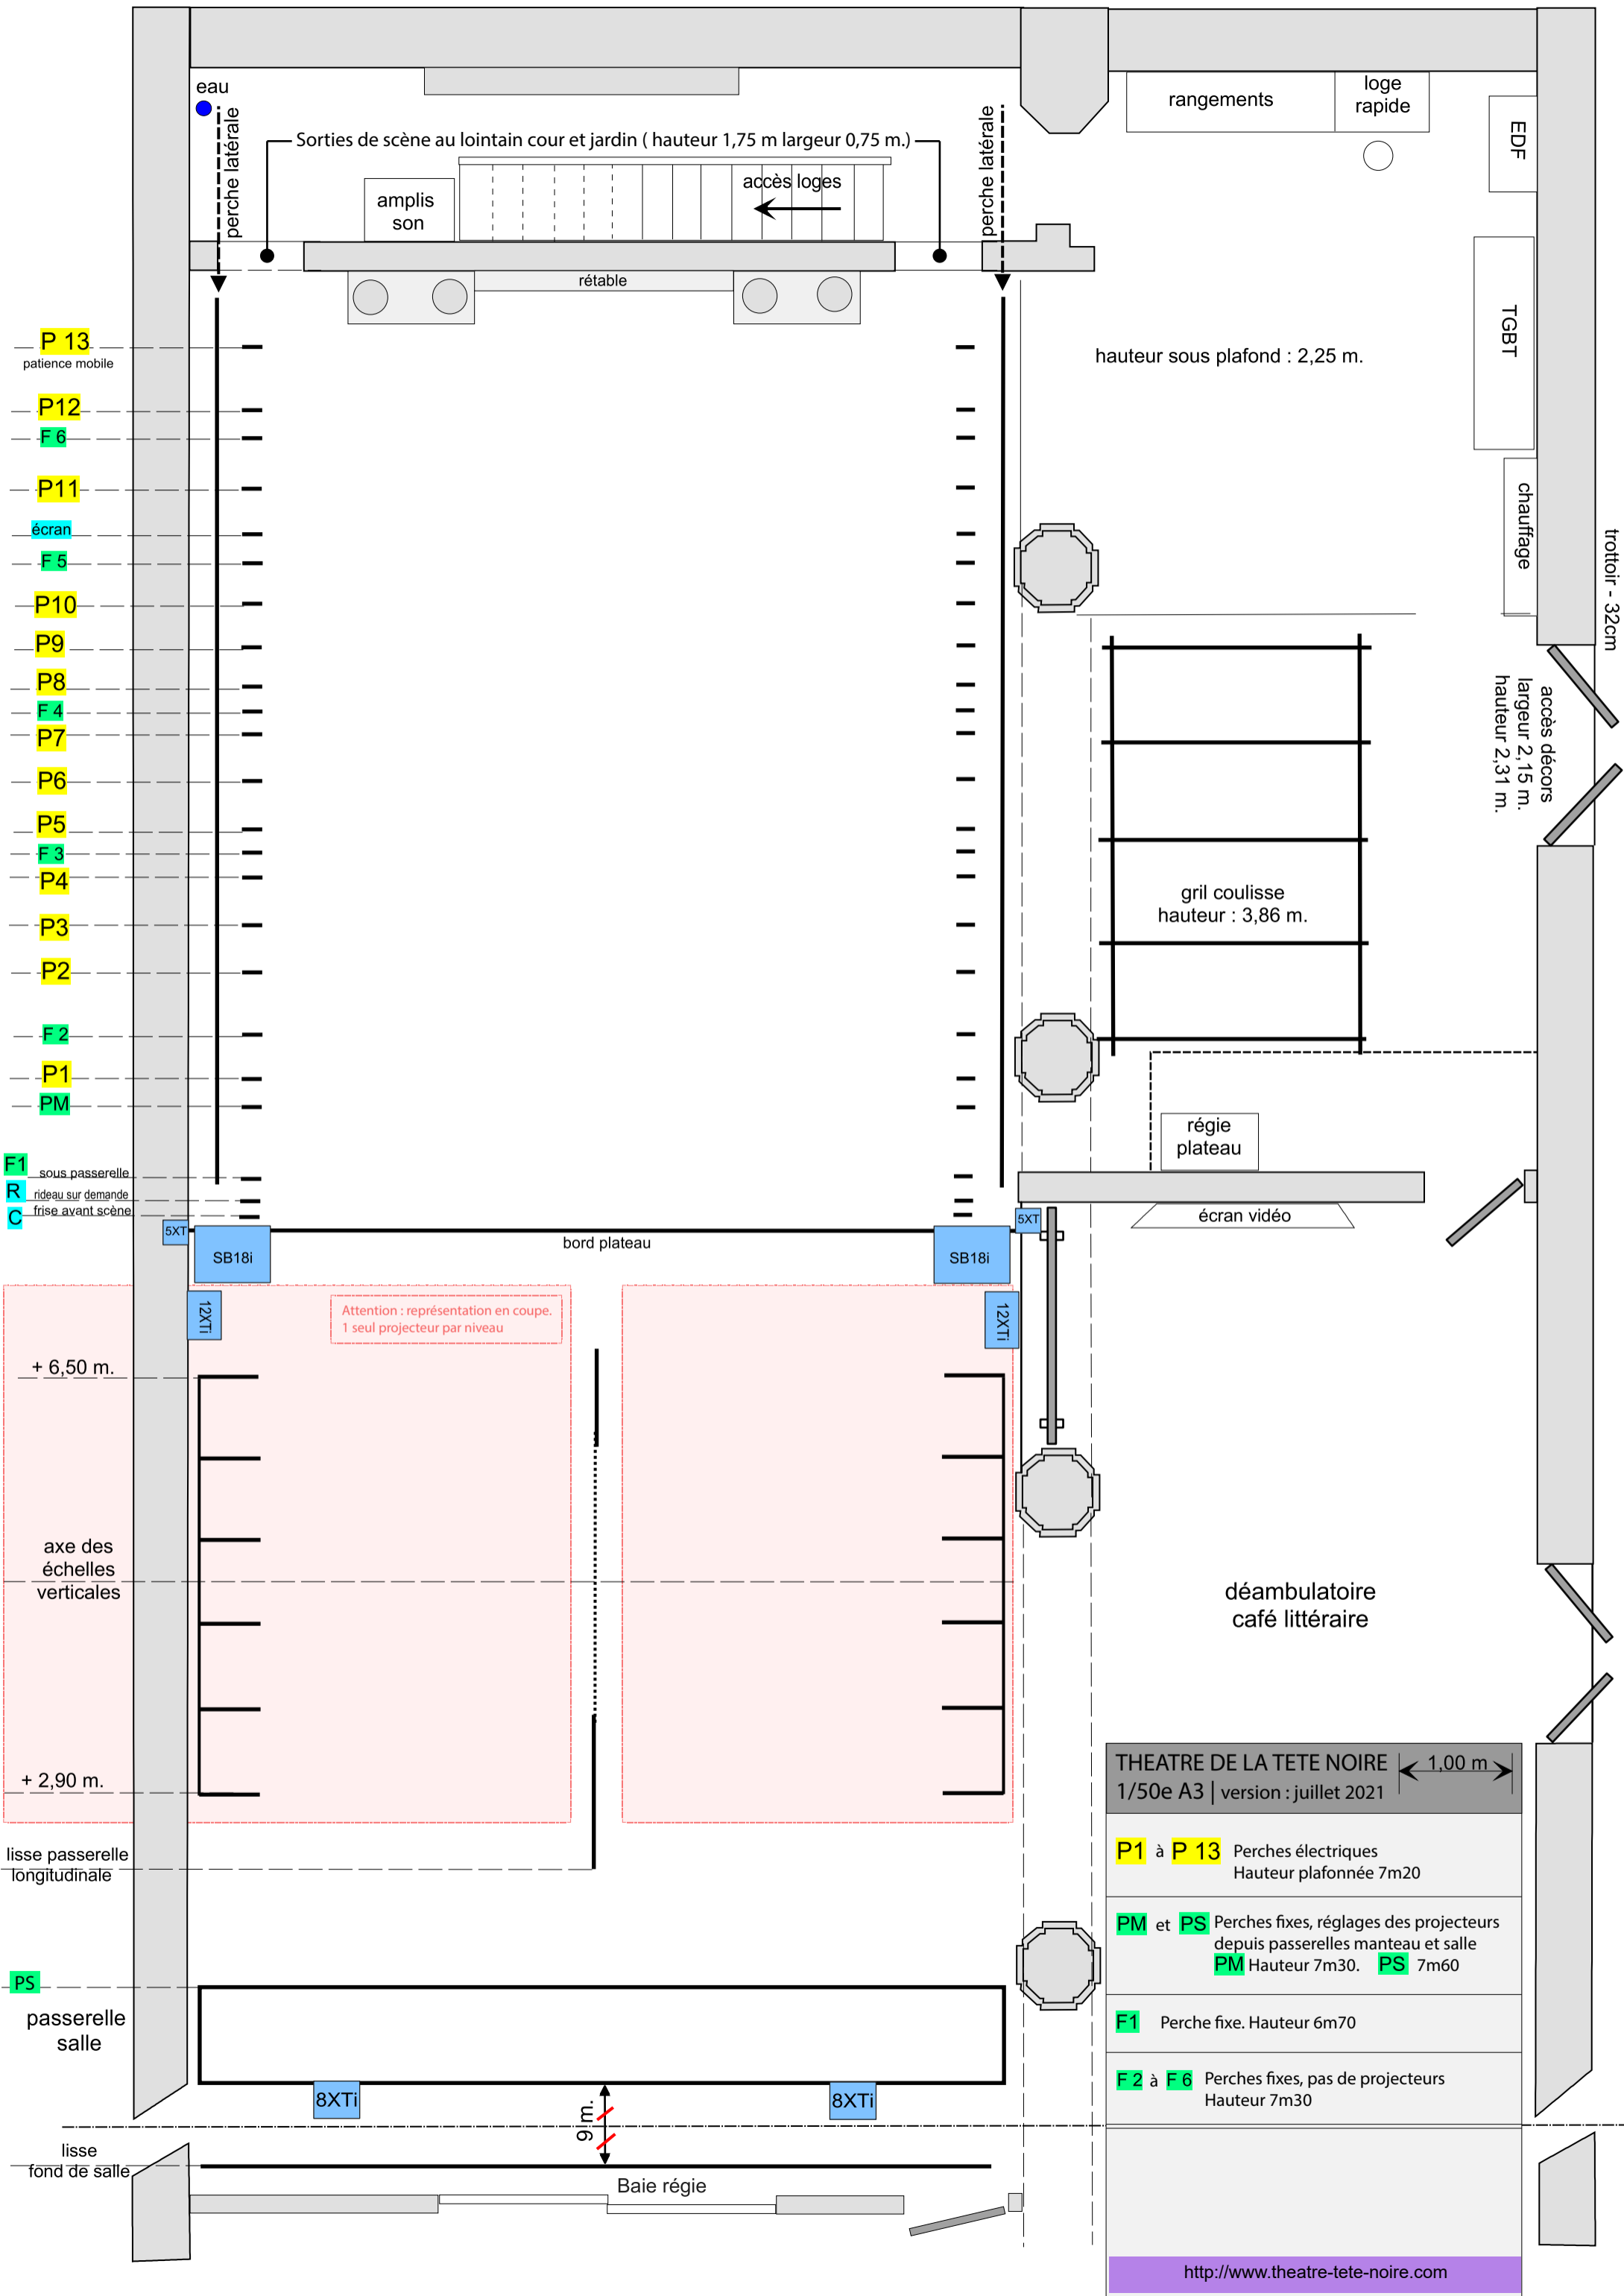 eau
perche latérale
Sorties de scène au lointain cour et jardin ( hauteur 1,75 m largeur 0,75 m.)
perche latérale
amplis
son
accès loges
rétable
rangements
loge
rapide
EDF
TGBT
hauteur sous plafond : 2,25 m.
chauffage
trottoir - 32cm
accès décors
largeur 2,15 m.
hauteur 2,31 m.
P 13
patience mobile
P12
F 6
P11
écran
F 5
P10
P9
P8
F 4
P7
P6
P5
F 3
P4
P3
P2
F 2
P1
PM
F1
sous passerelle
R
rideau sur demande
C
frise avant scène
gril coulisse
hauteur : 3,86 m.
régie
plateau
écran vidéo
5XT
SB18i
bord plateau
SB18i
5XT
12XTi
Attention : représentation en coupe.
1 seul projecteur par niveau
12XTi
+ 6,50 m.
axe des
échelles
verticales
+ 2,90 m.
lisse passerelle
longitudinale
déambulatoire
café littéraire
PS
passerelle
salle
8XTi
9 m.
8XTi
lisse
fond de salle
Baie régie
THEATRE DE LA TETE NOIRE
1,00 m
1/50e A3 | version : juillet 2021
P1 à P 13 Perches électriques
Hauteur plafonnée 7m20
PM et PS Perches fixes, réglages des projecteurs
depuis passerelles manteau et salle
PM Hauteur 7m30. PS 7m60
F1 Perche fixe. Hauteur 6m70
F 2 à F 6 Perches fixes, pas de projecteurs
Hauteur 7m30
http://www.theatre-tete-noire.com